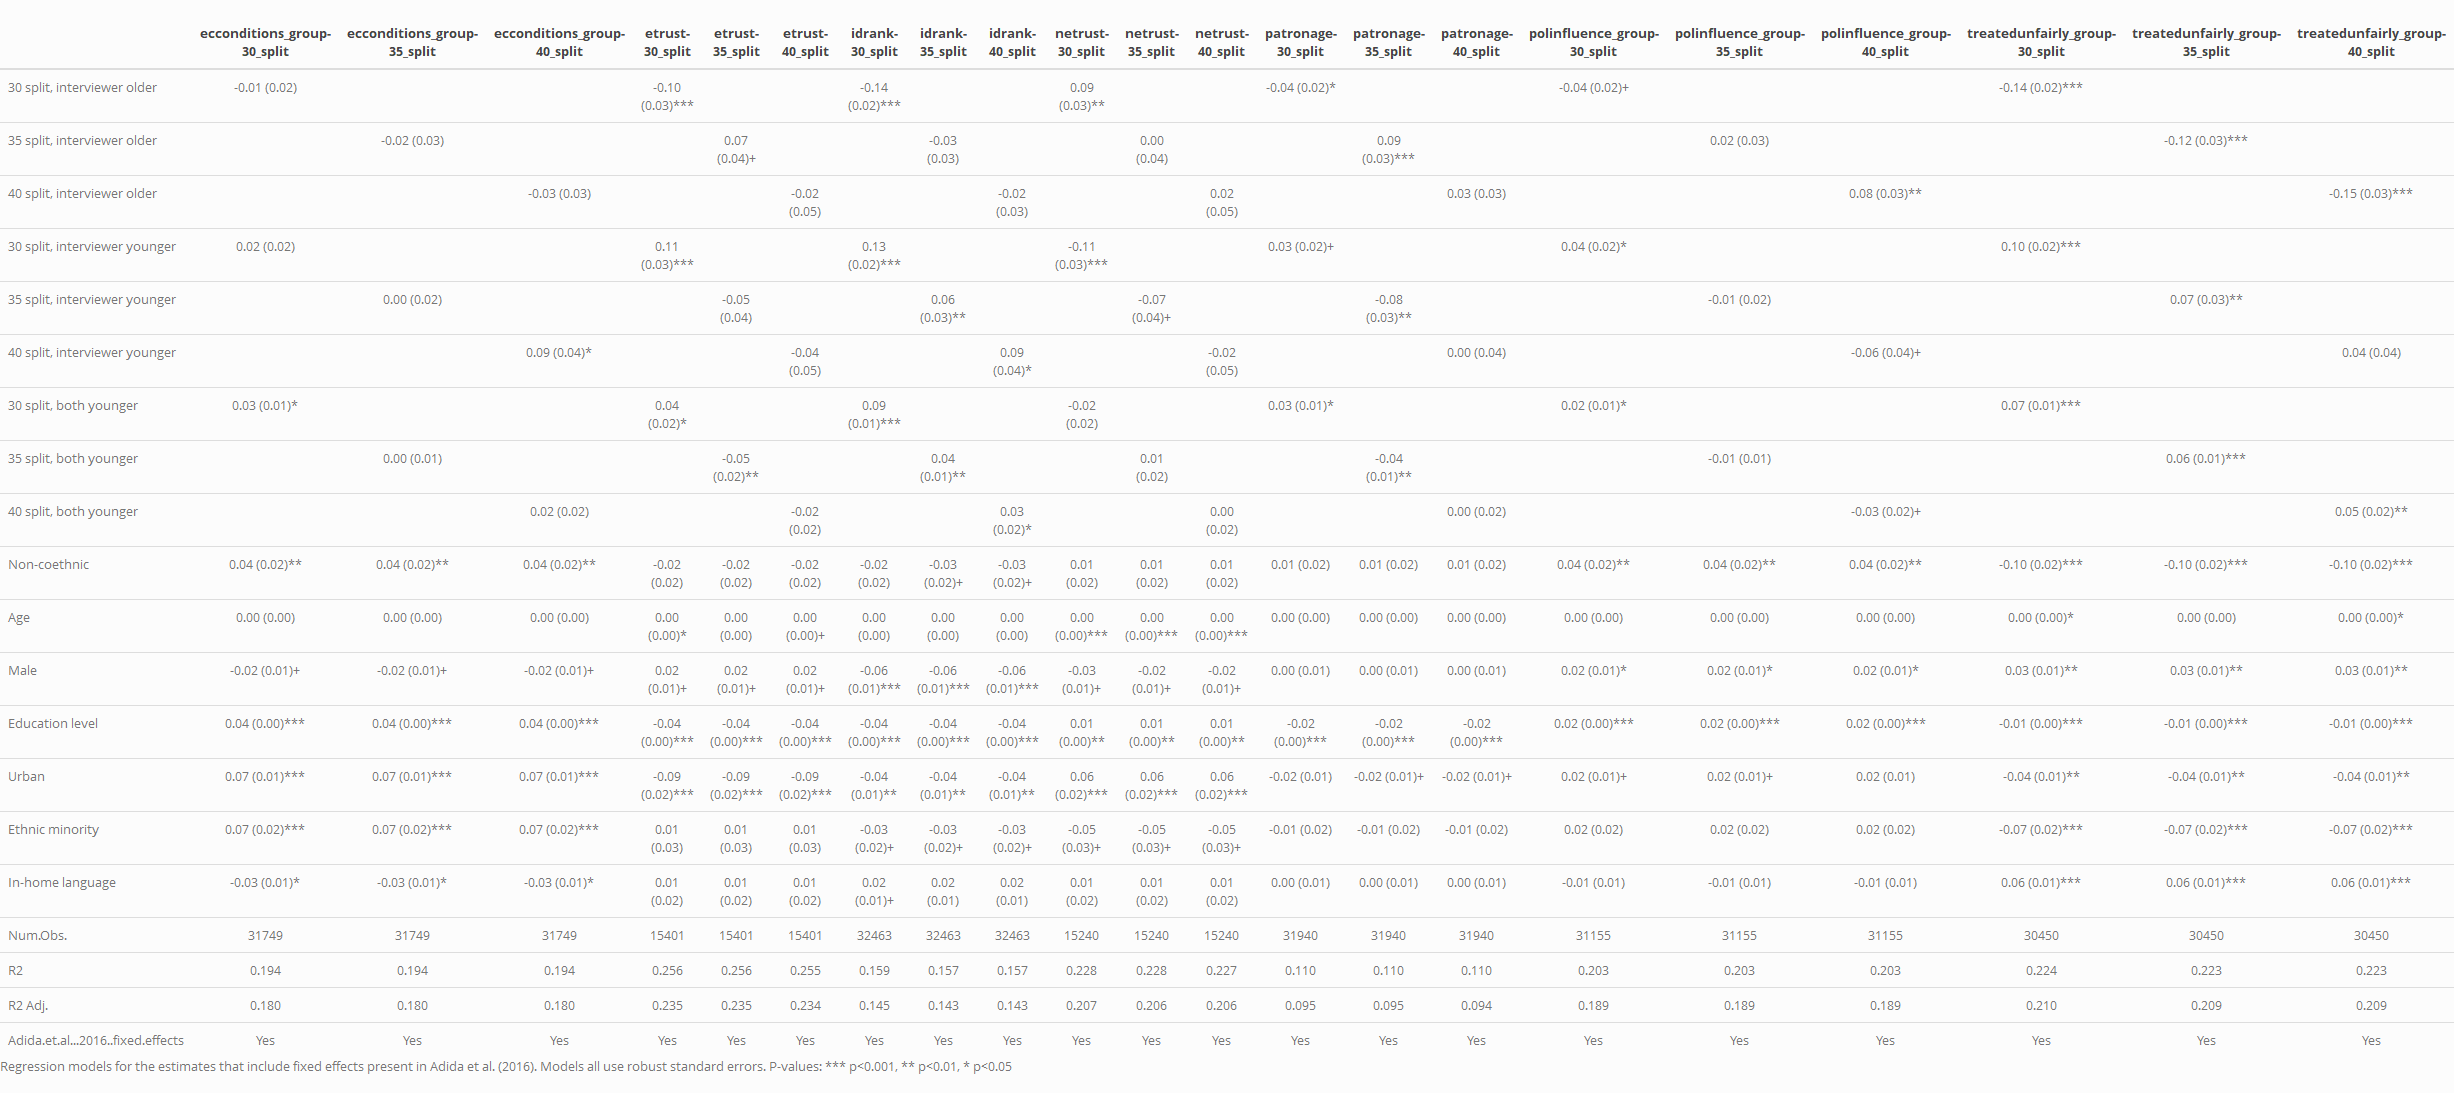 ecconditions_group-30_split ecconditions_group-35_split ecconditions_group-40_split etrust-30_split etrust-35_split etrust-40_split idrank-30_split idrank-35_split idrank-40_split netrust-30_split netrust-35_split netrust-40_split patronage-30_split patronage-35_split patronage-40_split polinfluence_group-30_split polinfluence_group-35_split polinfluence_group-40_split treatedunfairly_group-30_split treatedunfairly_group-35_split treatedunfairly_group-40_split
30 split, interviewer older -0.01 (0.02) -0.10 (0.03)*** -0.14 (0.02)*** 0.09 (0.03)** -0.04 (0.02)* -0.04 (0.02)+ -0.14 (0.02)***
35 split, interviewer older -0.02 (0.03) 0.07 (0.04)+ -0.03 (0.03) 0.00 (0.04) 0.09 (0.03)*** 0.02 (0.03) -0.12 (0.03)***
40 split, interviewer older -0.03 (0.03) -0.02 (0.05) -0.02 (0.03) 0.02 (0.05) 0.03 (0.03) 0.08 (0.03)** -0.15 (0.03)***
30 split, interviewer younger 0.02 (0.02) 0.11 (0.03)*** 0.13 (0.02)*** -0.11 (0.03)*** 0.03 (0.02)+ 0.04 (0.02)* 0.10 (0.02)***
35 split, interviewer younger 0.00 (0.02) -0.05 (0.04) 0.06 (0.03)** -0.07 (0.04)+ -0.08 (0.03)** -0.01 (0.02) 0.07 (0.03)**
40 split, interviewer younger 0.09 (0.04)* -0.04 (0.05) 0.09 (0.04)* -0.02 (0.05) 0.00 (0.04) -0.06 (0.04)+ 0.04 (0.04)
30 split, both younger 0.03 (0.01)* 0.04 (0.02)* 0.09 (0.01)*** -0.02 (0.02) 0.03 (0.01)* 0.02 (0.01)* 0.07 (0.01)***
35 split, both younger 0.00 (0.01) -0.05 (0.02)** 0.04 (0.01)** 0.01 (0.02) -0.04 (0.01)** -0.01 (0.01) 0.06 (0.01)***
40 split, both younger 0.02 (0.02) -0.02 (0.02) 0.03 (0.02)* 0.00 (0.02) 0.00 (0.02) -0.03 (0.02)+ 0.05 (0.02)**
Non-coethnic 0.04 (0.02)** 0.04 (0.02)** 0.04 (0.02)** -0.02 (0.02) -0.02 (0.02) -0.02 (0.02) -0.02 (0.02) -0.03 (0.02)+ -0.03 (0.02)+ 0.01 (0.02) 0.01 (0.02) 0.01 (0.02) 0.01 (0.02) 0.01 (0.02) 0.01 (0.02) 0.04 (0.02)** 0.04 (0.02)** 0.04 (0.02)** -0.10 (0.02)*** -0.10 (0.02)*** -0.10 (0.02)***
Age 0.00 (0.00) 0.00 (0.00) 0.00 (0.00) 0.00 (0.00)* 0.00 (0.00) 0.00 (0.00)+ 0.00 (0.00) 0.00 (0.00) 0.00 (0.00) 0.00 (0.00)*** 0.00 (0.00)*** 0.00 (0.00)*** 0.00 (0.00) 0.00 (0.00) 0.00 (0.00) 0.00 (0.00) 0.00 (0.00) 0.00 (0.00) 0.00 (0.00)* 0.00 (0.00) 0.00 (0.00)*
Male -0.02 (0.01)+ -0.02 (0.01)+ -0.02 (0.01)+ 0.02 (0.01)+ 0.02 (0.01)+ 0.02 (0.01)+ -0.06 (0.01)*** -0.06 (0.01)*** -0.06 (0.01)*** -0.03 (0.01)+ -0.02 (0.01)+ -0.02 (0.01)+ 0.00 (0.01) 0.00 (0.01) 0.00 (0.01) 0.02 (0.01)* 0.02 (0.01)* 0.02 (0.01)* 0.03 (0.01)** 0.03 (0.01)** 0.03 (0.01)**
Education level 0.04 (0.00)*** 0.04 (0.00)*** 0.04 (0.00)*** -0.04 (0.00)*** -0.04 (0.00)*** -0.04 (0.00)*** -0.04 (0.00)*** -0.04 (0.00)*** -0.04 (0.00)*** 0.01 (0.00)** 0.01 (0.00)** 0.01 (0.00)** -0.02 (0.00)*** -0.02 (0.00)*** -0.02 (0.00)*** 0.02 (0.00)*** 0.02 (0.00)*** 0.02 (0.00)*** -0.01 (0.00)*** -0.01 (0.00)*** -0.01 (0.00)***
Urban 0.07 (0.01)*** 0.07 (0.01)*** 0.07 (0.01)*** -0.09 (0.02)*** -0.09 (0.02)*** -0.09 (0.02)*** -0.04 (0.01)** -0.04 (0.01)** -0.04 (0.01)** 0.06 (0.02)*** 0.06 (0.02)*** 0.06 (0.02)*** -0.02 (0.01) -0.02 (0.01)+ -0.02 (0.01)+ 0.02 (0.01)+ 0.02 (0.01)+ 0.02 (0.01) -0.04 (0.01)** -0.04 (0.01)** -0.04 (0.01)**
Ethnic minority 0.07 (0.02)*** 0.07 (0.02)*** 0.07 (0.02)*** 0.01 (0.03) 0.01 (0.03) 0.01 (0.03) -0.03 (0.02)+ -0.03 (0.02)+ -0.03 (0.02)+ -0.05 (0.03)+ -0.05 (0.03)+ -0.05 (0.03)+ -0.01 (0.02) -0.01 (0.02) -0.01 (0.02) 0.02 (0.02) 0.02 (0.02) 0.02 (0.02) -0.07 (0.02)*** -0.07 (0.02)*** -0.07 (0.02)***
In-home language -0.03 (0.01)* -0.03 (0.01)* -0.03 (0.01)* 0.01 (0.02) 0.01 (0.02) 0.01 (0.02) 0.02 (0.01)+ 0.02 (0.01) 0.02 (0.01) 0.01 (0.02) 0.01 (0.02) 0.01 (0.02) 0.00 (0.01) 0.00 (0.01) 0.00 (0.01) -0.01 (0.01) -0.01 (0.01) -0.01 (0.01) 0.06 (0.01)*** 0.06 (0.01)*** 0.06 (0.01)***
Num.Obs. 31749 31749 31749 15401 15401 15401 32463 32463 32463 15240 15240 15240 31940 31940 31940 31155 31155 31155 30450 30450 30450
R2 0.194 0.194 0.194 0.256 0.256 0.255 0.159 0.157 0.157 0.228 0.228 0.227 0.110 0.110 0.110 0.203 0.203 0.203 0.224 0.223 0.223
R2 Adj. 0.180 0.180 0.180 0.235 0.235 0.234 0.145 0.143 0.143 0.207 0.206 0.206 0.095 0.095 0.094 0.189 0.189 0.189 0.210 0.209 0.209
Adida.et.al...2016..fixed.effects Yes Yes Yes Yes Yes Yes Yes Yes Yes Yes Yes Yes Yes Yes Yes Yes Yes Yes Yes Yes Yes
Regression models for the estimates that include fixed effects present in Adida et al. (2016). Models all use robust standard errors. P-values: *** p<0.001, ** p<0.01, * p<0.05